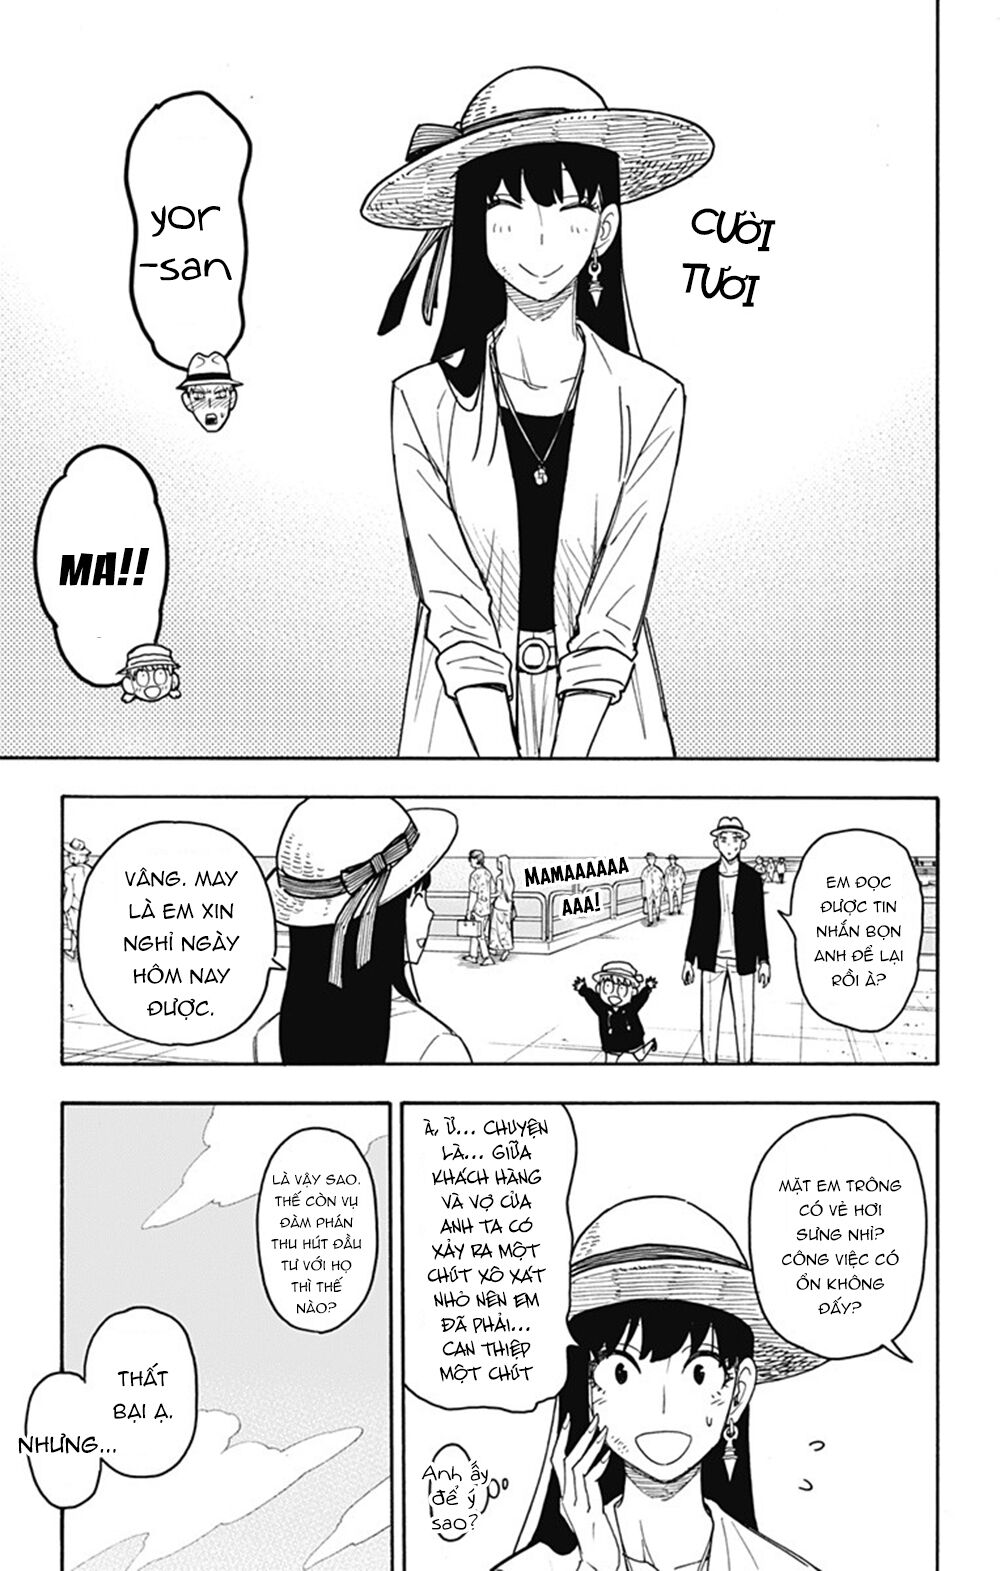 CƯỜI
TƯƠI
yor
-san
MA!!
EM ĐỌC
ĐƯỢC TIN
NHẮN BỌN
ANH ĐỂ LẠI
RỒI À?
MAMAAAAAA
AAA!
VÂNG. MAY
LÀ EM XIN
NGHỈ NGÀY
HÔM NAY
ĐƯỢC.
MẶT EM TRÔNG
CÓ VẺ HƠI
SƯNG NHỈ?
CÔNG VIỆC CÓ
ỔN KHÔNG
ĐẤY?
À, Ừ... CHUYỆN
LÀ... GIỮA
KHÁCH HÀNG
VÀ VỢ CỦA
ANH TA CÓ
XẢY RA MỘT
CHÚT XÔ XÁT
NHỎ NÊN EM
ĐÃ PHẢI...
CAN THIỆP
MỘT CHÚT
Anh ấy
để ý
sao?
LÀ VẬY SAO.
THẾ CÒN VỤ
ĐÀM PHÁN
THU HÚT ĐẦU
TƯ VỚI HỌ
THÌ THẾ
NÀO?
THẤT
BẠI Ạ.
NHƯNG...